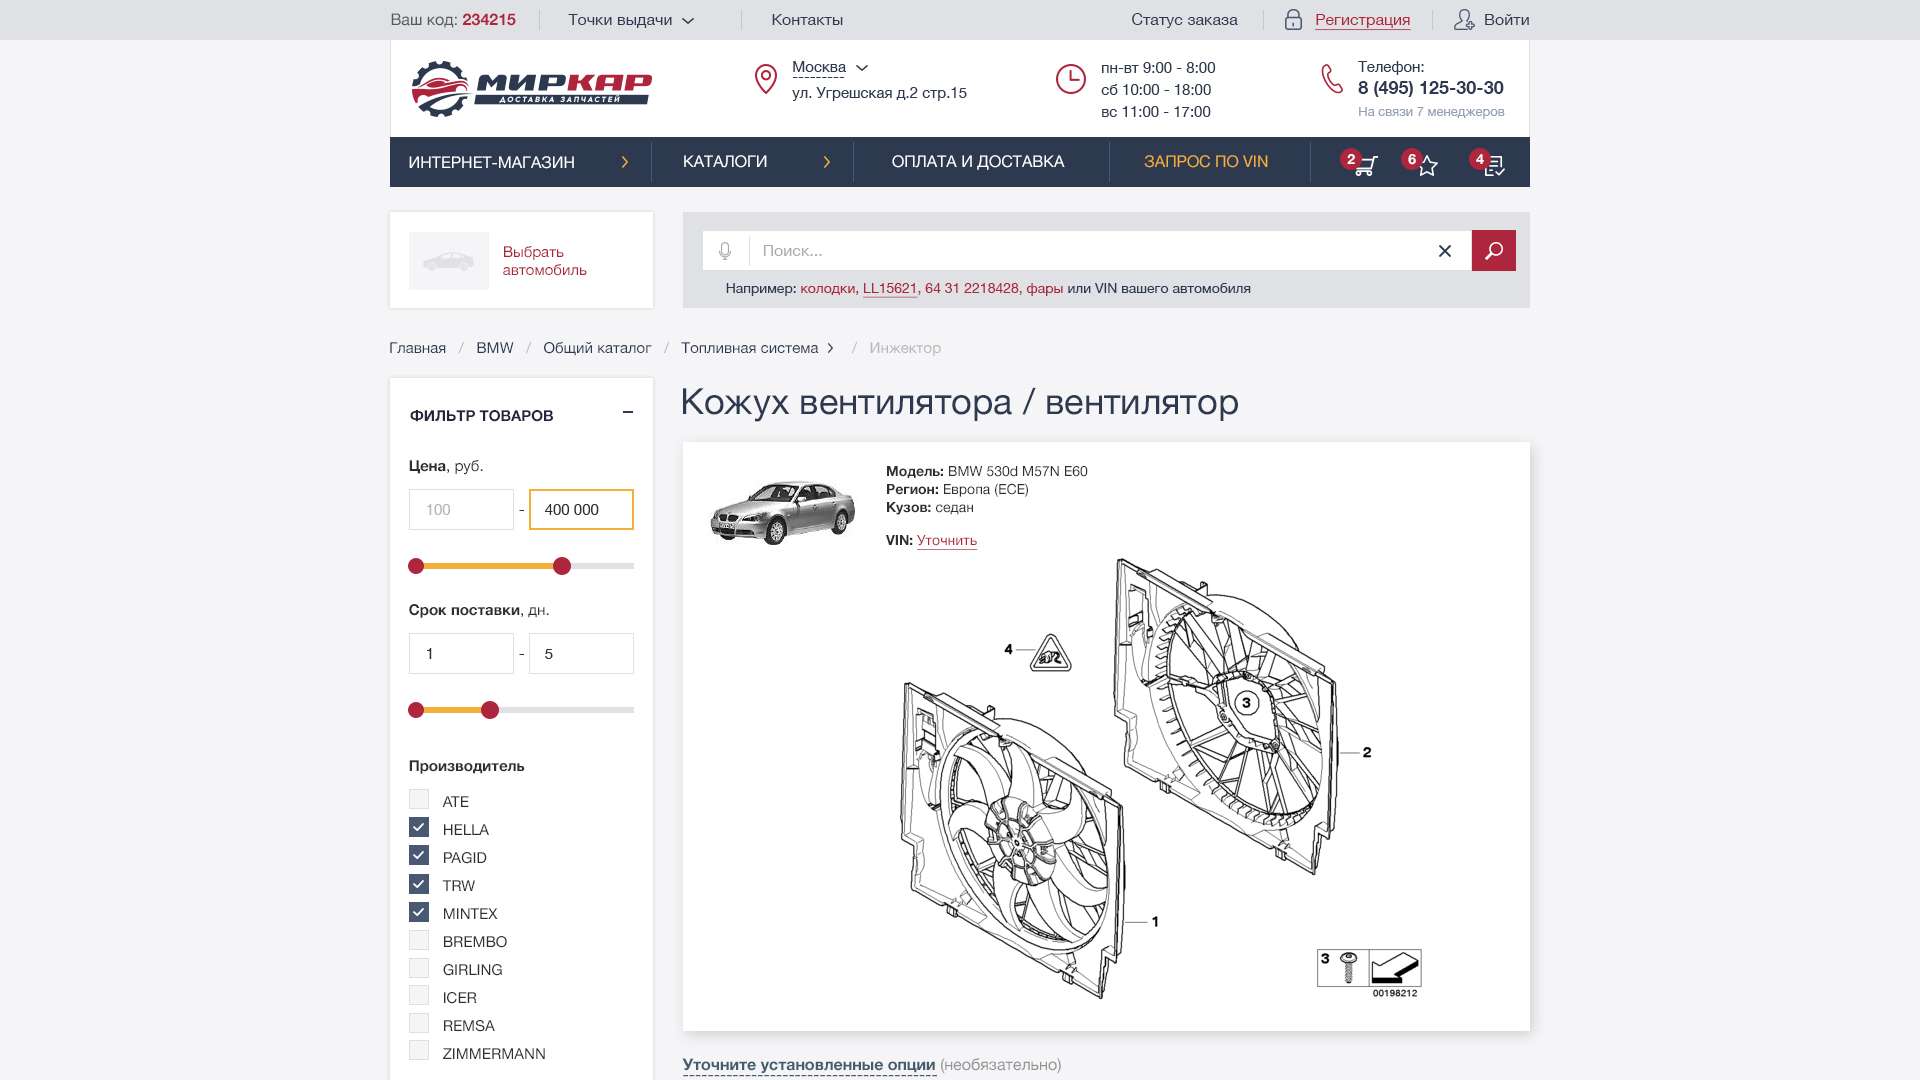 Ваш код: 234215
Точки выдачи
Контакты
Статус заказа
Регистрация
Войти
МИРКАР
ДОСТАВКА ЗАПЧАСТЕЙ
Москва
ул. Угрешская д.2 стр.15
пн-вт 9:00 - 8:00
сб 10:00 - 18:00
вс 11:00 - 17:00
Телефон:
8 (495) 125-30-30
На связи 7 менеджеров
ИНТЕРНЕТ-МАГАЗИН
КАТАЛОГИ
ОПЛАТА И ДОСТАВКА
ЗАПРОС ПО VIN
2
6
4
Выбрать
автомобиль
Поиск...
Например: колодки, LL15621, 64 31 2218428, фары или VIN вашего автомобиля
Главная / BMW / Общий каталог / Топливная система / Инжектор
ФИЛЬТР ТОВАРОВ
Цена, руб.
100 - 400 000
Срок поставки, дн.
1 - 5
Производитель
ATE
HELLA
PAGID
TRW
MINTEX
BREMBO
GIRLING
ICER
REMSA
ZIMMERMANN
Кожух вентилятора / вентилятор
Модель: BMW 530d M57N E60
Регион: Европа (ECE)
Кузов: седан
VIN: Уточнить
4
3
2
1
3
00198212
Уточните установленные опции (необязательно)